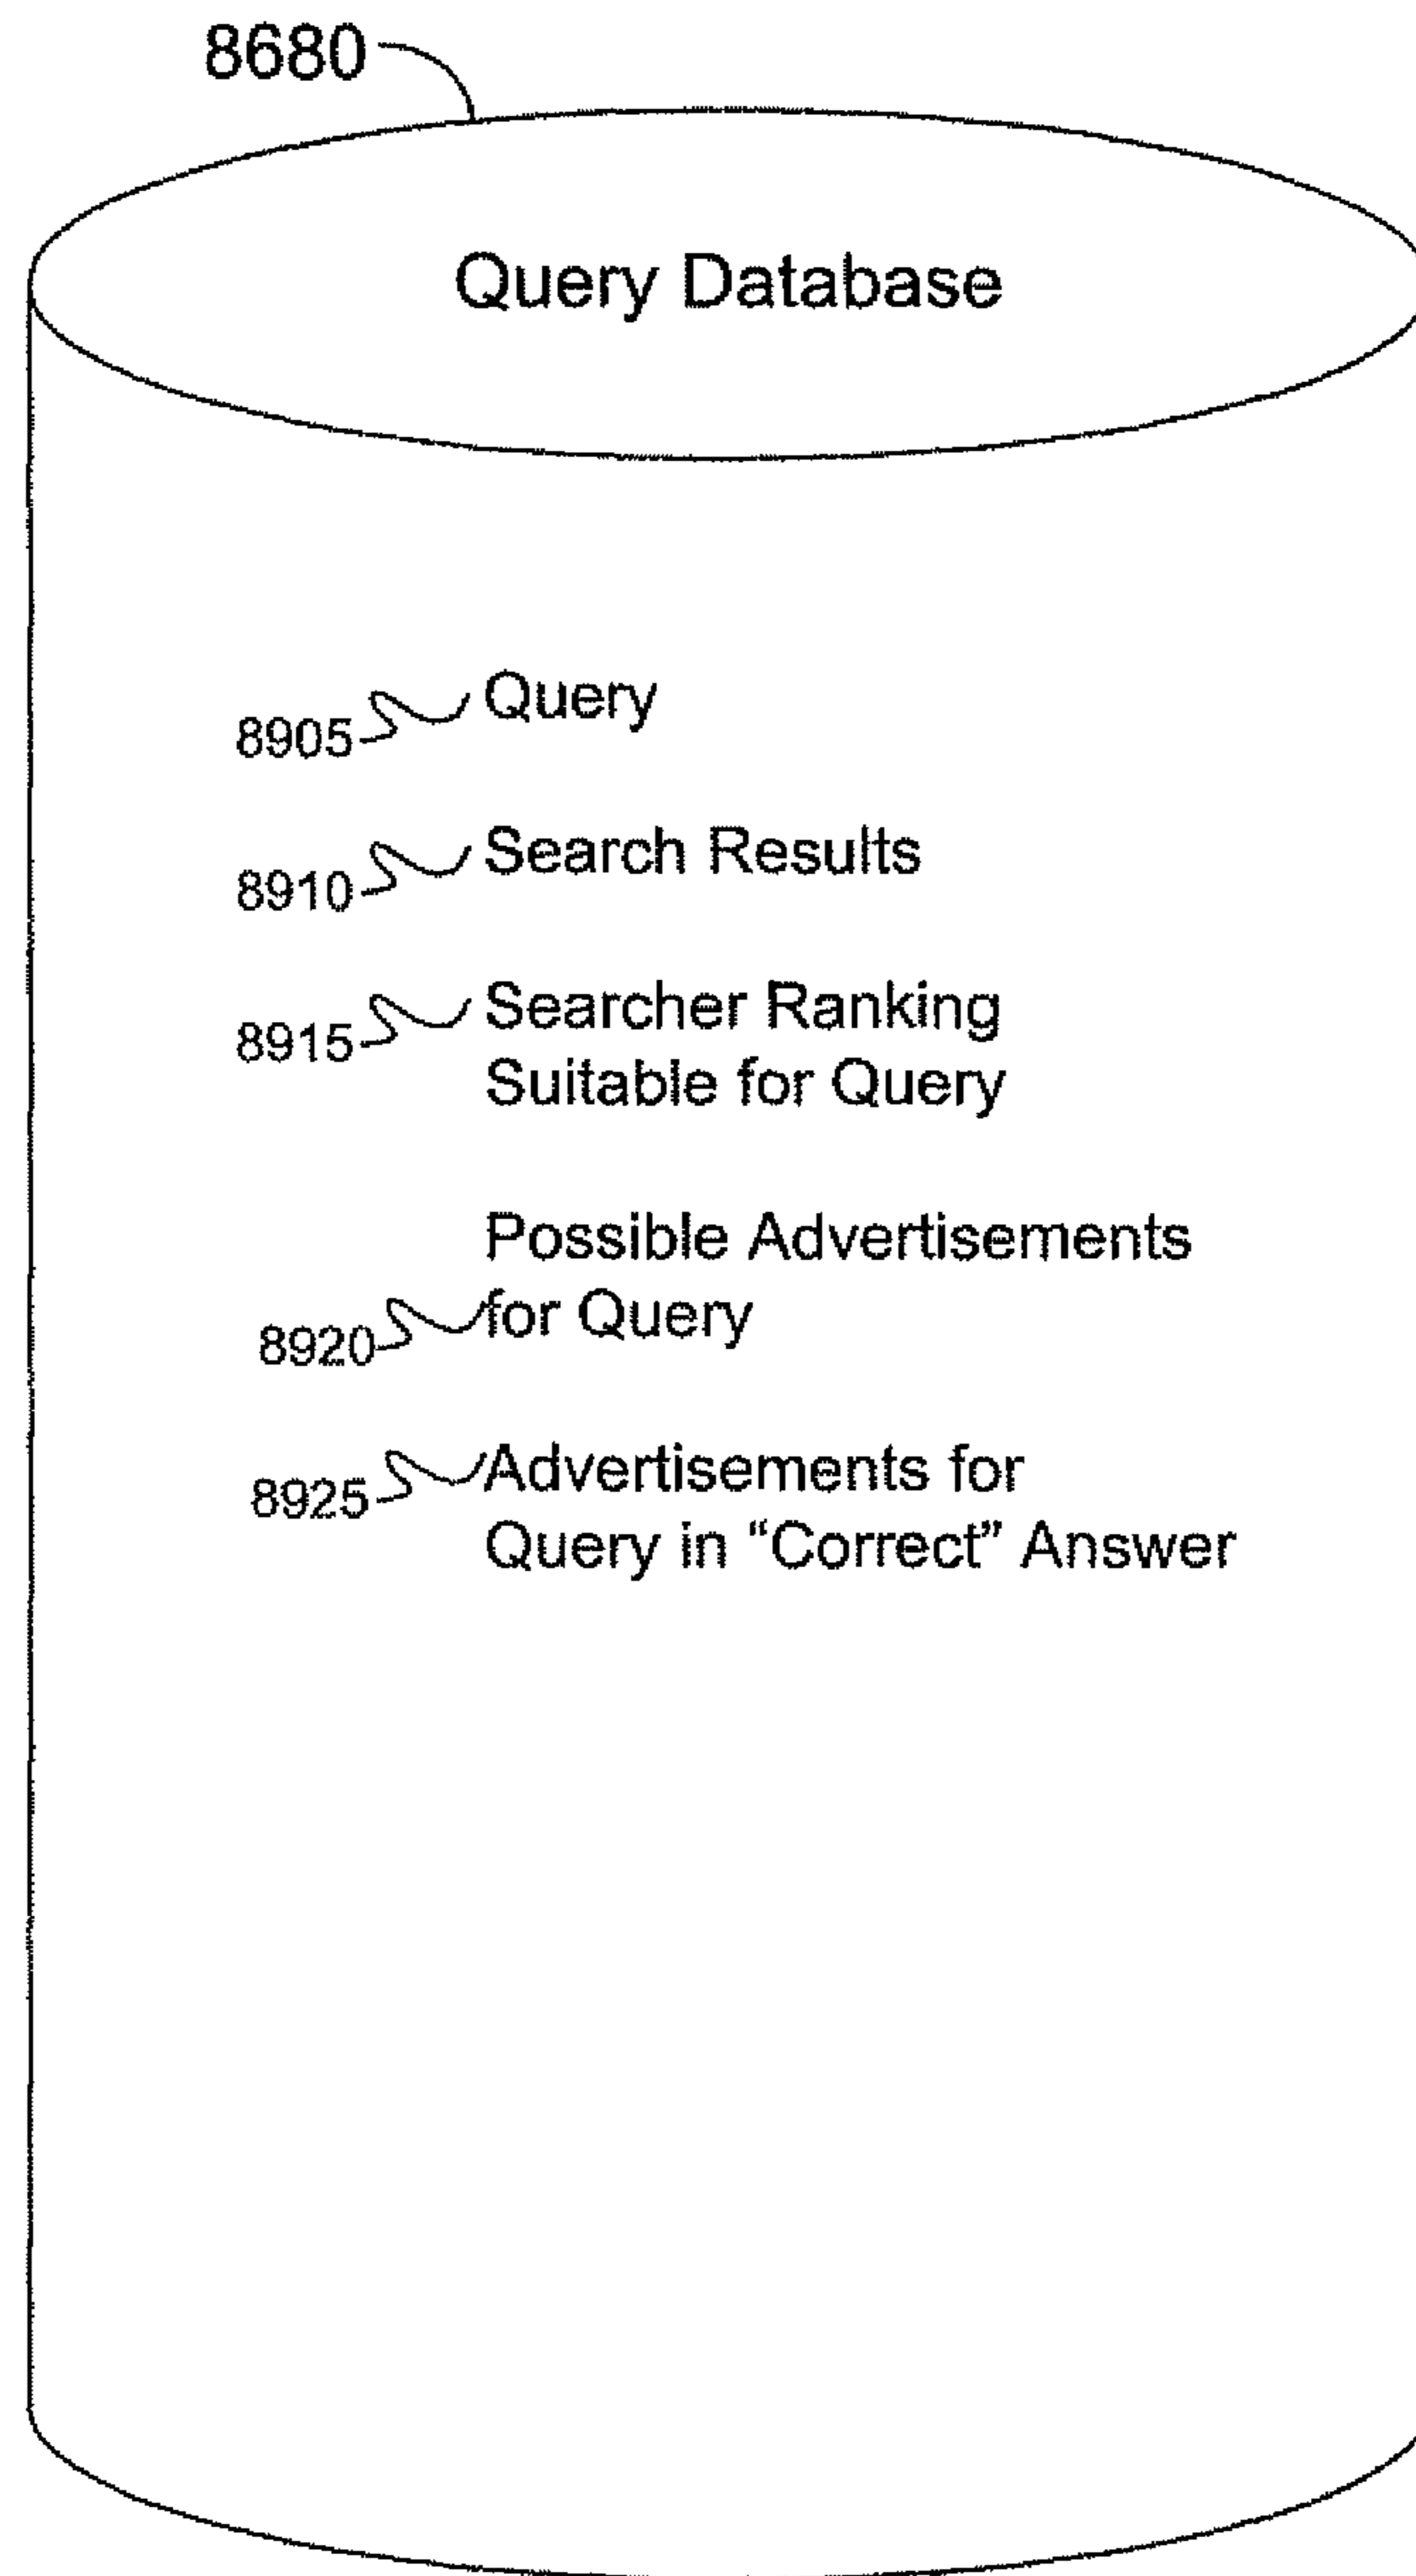 8680
Query Database
8905 Query
8910 Search Results
8915 Searcher Ranking
Suitable for Query
Possible Advertisements
8920 for Query
8925 Advertisements for
Query in “Correct” Answer